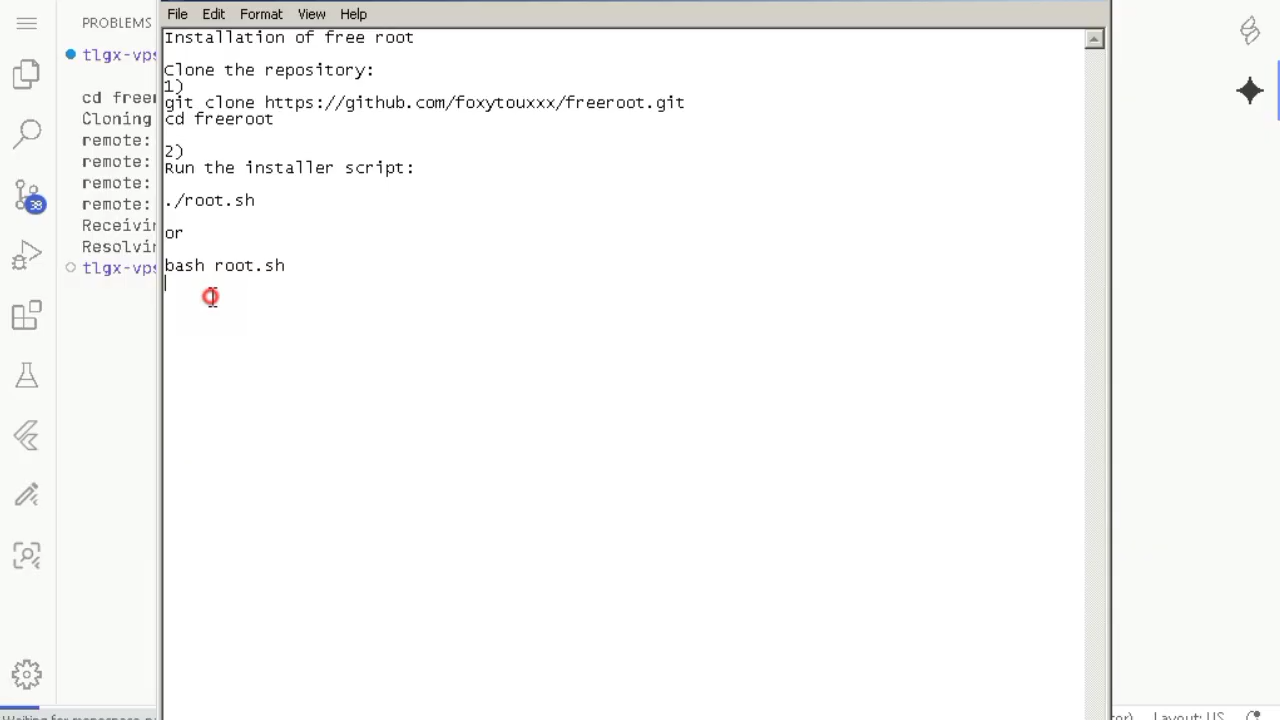 File Edit Format View Help
Installation of free root
Clone the repository:
1)
git clone https://github.com/foxytouxxx/freeroot.git
cd freeroot
2)
Run the installer script:
./root.sh
or
bash root.sh
PROBLEMS
tlgx-vps
cd freer
Cloning
remote:
remote:
remote:
remote:
Receivin
Resolvin
tlgx-vps
38
Layout: US